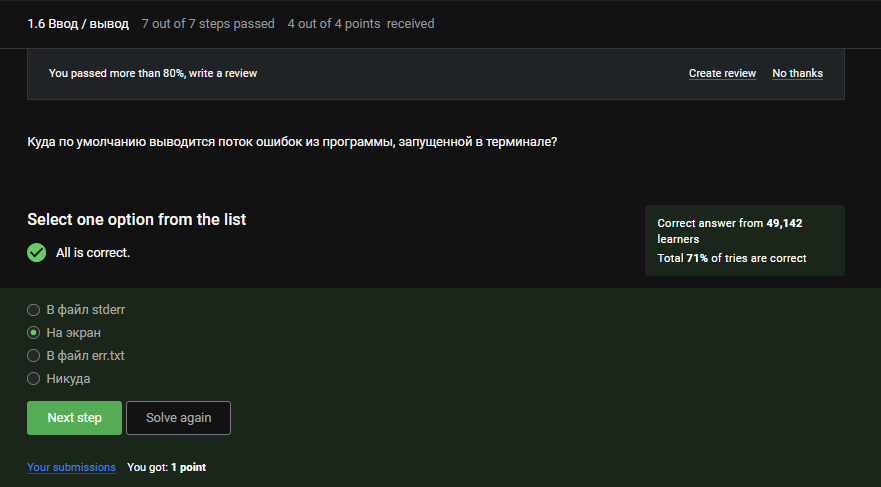 1.6 Ввод / вывод 7 out of 7 steps passed 4 out of 4 points received
You passed more than 80%, write a review Create review No thanks
Куда по умолчанию выводится поток ошибок из программы, запущенной в терминале?
Select one option from the list
All is correct.
Correct answer from 49,142
learners
Total 71% of tries are correct
В файл stderr
На экран
В файл err.txt
Никуда
Next step Solve again
Your submissions You got: 1 point